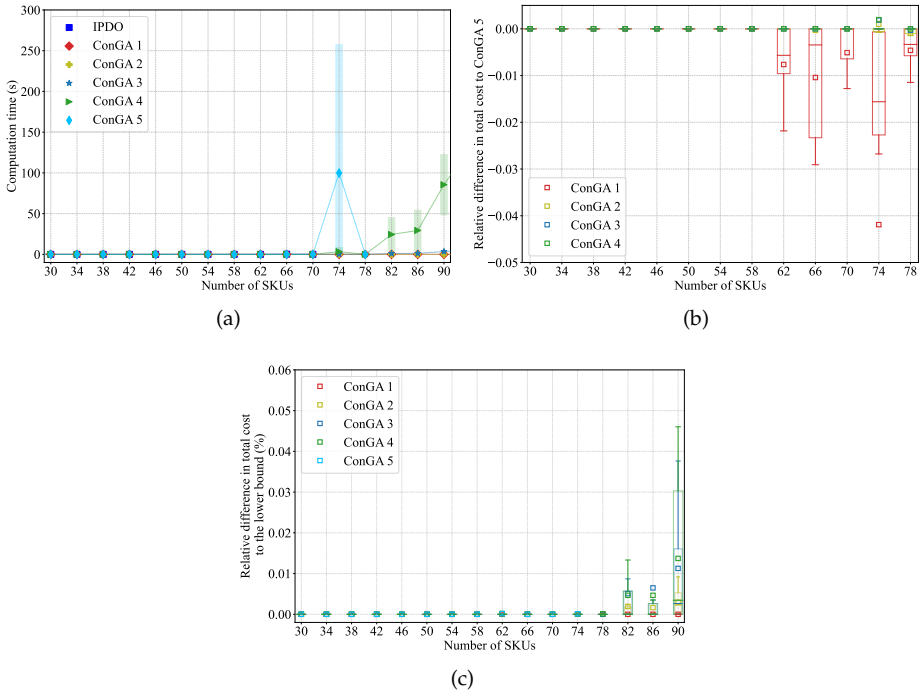 300
250
200
150
100
50
0
Computation time (s)
IPDO
ConGA 1
ConGA 2
ConGA 3
ConGA 4
ConGA 5
30 34 38 42 46 50 54 58 62 66 70 74 78 82 86 90
Number of SKUs
(a)
0.00
−0.01
−0.02
−0.03
−0.04
−0.05
Relative difference in total cost to ConGA 5
ConGA 1
ConGA 2
ConGA 3
ConGA 4
30 34 38 42 46 50 54 58 62 66 70 74 78
Number of SKUs
(b)
0.06
0.05
0.04
0.03
0.02
0.01
0.00
Relative difference in total cost
to the lower bound (%)
ConGA 1
ConGA 2
ConGA 3
ConGA 4
ConGA 5
30 34 38 42 46 50 54 58 62 66 70 74 78 82 86 90
Number of SKUs
(c)